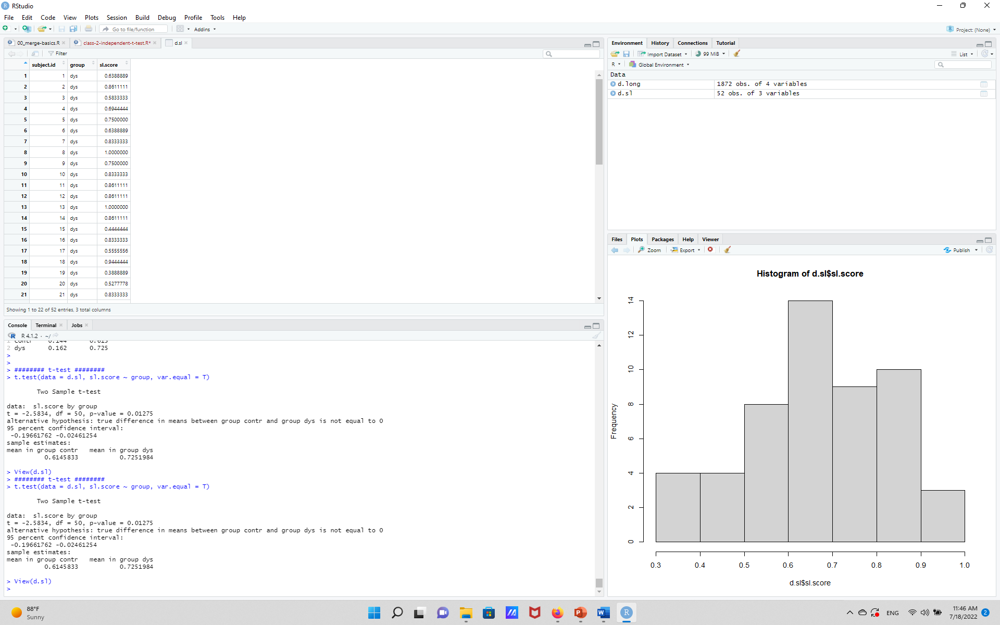 RStudio
File Edit Code View Plots Session Build Debug Profile Tools Help
Go to file/function Addins Project: (None)
00_merge-basics.R class-2-independent-t-test.R* d.sl
Filter
subject.id group sl.score
1 1 dys 0.6388889
2 2 dys 0.8611111
3 3 dys 0.5833333
4 4 dys 0.6944444
5 5 dys 0.7500000
6 6 dys 0.6388889
7 7 dys 0.8333333
8 8 dys 1.0000000
9 9 dys 0.7500000
10 10 dys 0.8333333
11 11 dys 0.8611111
12 12 dys 0.8611111
13 13 dys 1.0000000
14 14 dys 0.8611111
15 15 dys 0.4444444
16 16 dys 0.8333333
17 17 dys 0.5555556
18 18 dys 0.9444444
19 19 dys 0.3888889
20 20 dys 0.5277778
21 21 dys 0.8333333
Showing 1 to 22 of 52 entries, 3 total columns
Console Terminal Jobs
R 4.1.2 · ~/
1 contr 0.144 0.615
2 dys 0.162 0.725
>
>
> ######## t-test ########
> t.test(data = d.sl, sl.score ~ group, var.equal = T)
Two Sample t-test
data: sl.score by group
t = -2.5834, df = 50, p-value = 0.01275
alternative hypothesis: true difference in means between group contr and group dys is not equal to 0
95 percent confidence interval:
-0.19661762 -0.02461254
sample estimates:
mean in group contr mean in group dys
0.6145833 0.7251984
> View(d.sl)
> ######## t-test ########
> t.test(data = d.sl, sl.score ~ group, var.equal = T)
Two Sample t-test
data: sl.score by group
t = -2.5834, df = 50, p-value = 0.01275
alternative hypothesis: true difference in means between group contr and group dys is not equal to 0
95 percent confidence interval:
-0.19661762 -0.02461254
sample estimates:
mean in group contr mean in group dys
0.6145833 0.7251984
> View(d.sl)
>
Environment History Connections Tutorial
Import Dataset 99 MiB List
R Global Environment
Data
d.long 1872 obs. of 4 variables
d.sl 52 obs. of 3 variables
Files Plots Packages Help Viewer
Zoom Export Publish
Histogram of d.sl$sl.score
Frequency
14
12
10
8
6
4
2
0
0.3 0.4 0.5 0.6 0.7 0.8 0.9 1.0
d.sl$sl.score
88°F
Sunny
ENG
11:46 AM
7/18/2022
2